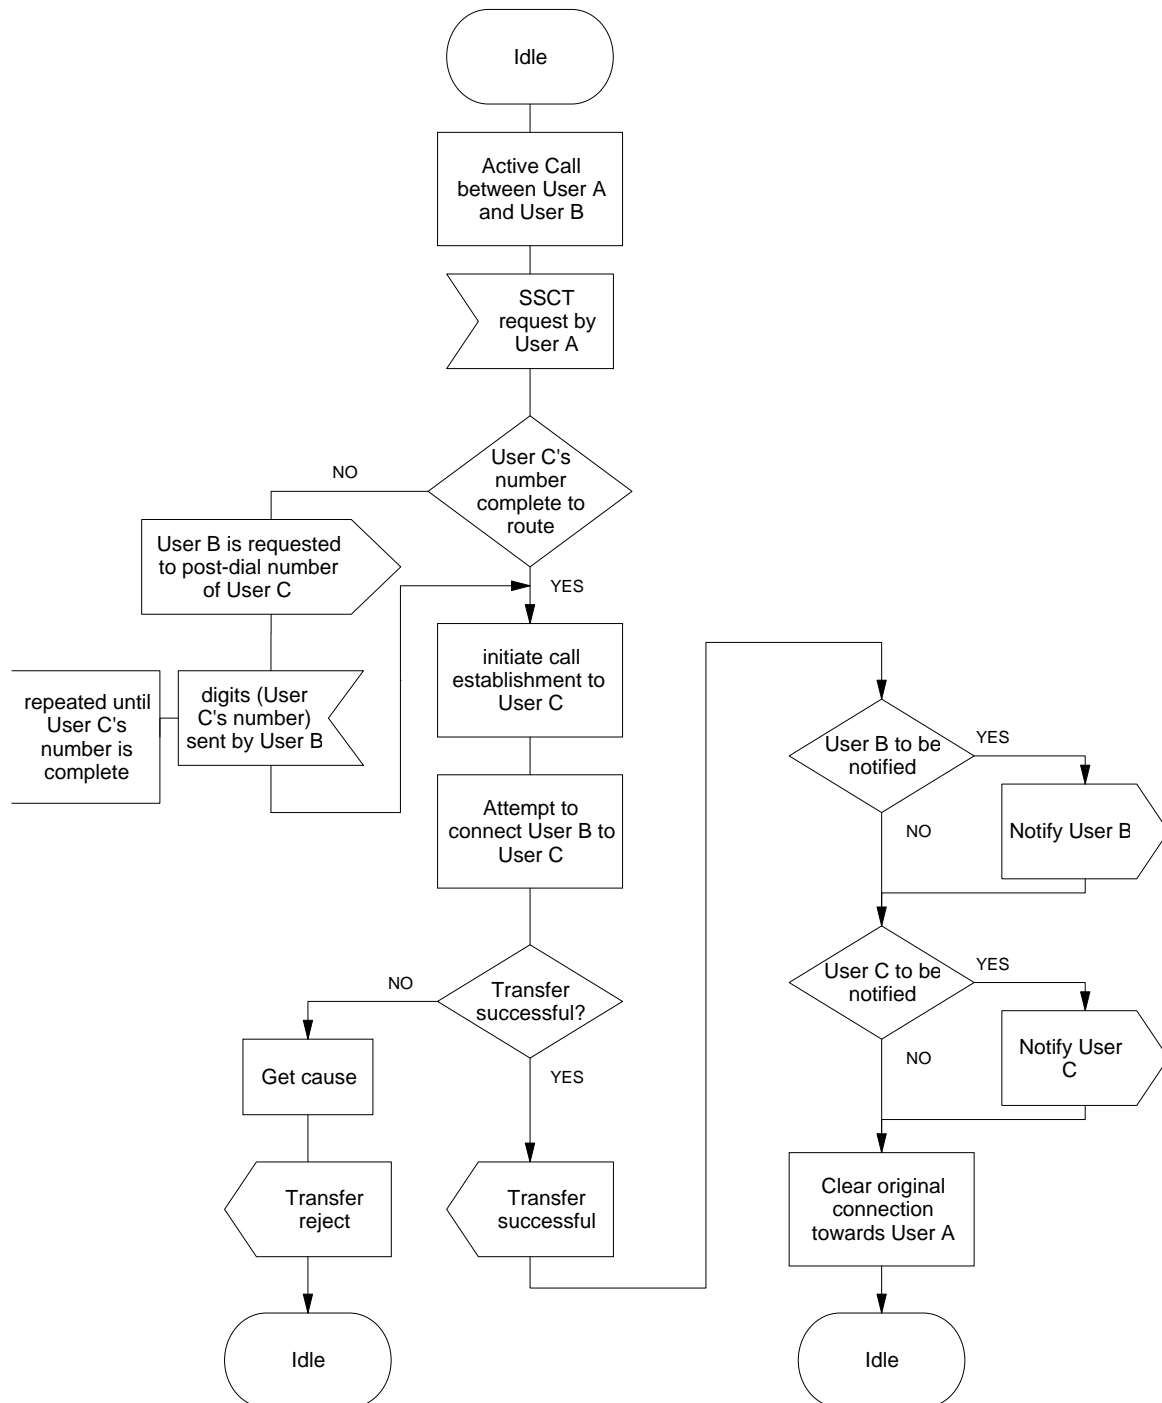 Idle
Active Call
between User A
and User B
SSCT
request by
User A
User C's
number
complete to
route
NO
YES
User B is requested
to post-dial number
of User C
digits (User
C's number)
sent by User B
repeated until
User C's
number is
complete
initiate call
establishment to
User C
Attempt to
connect User B to
User C
Transfer
successful?
NO
YES
Get cause
Transfer
reject
Idle
Transfer
successful
User B to be
notified
YES
NO
Notify User B
User C to be
notified
YES
NO
Notify User
C
Clear original
connection
towards User A
Idle